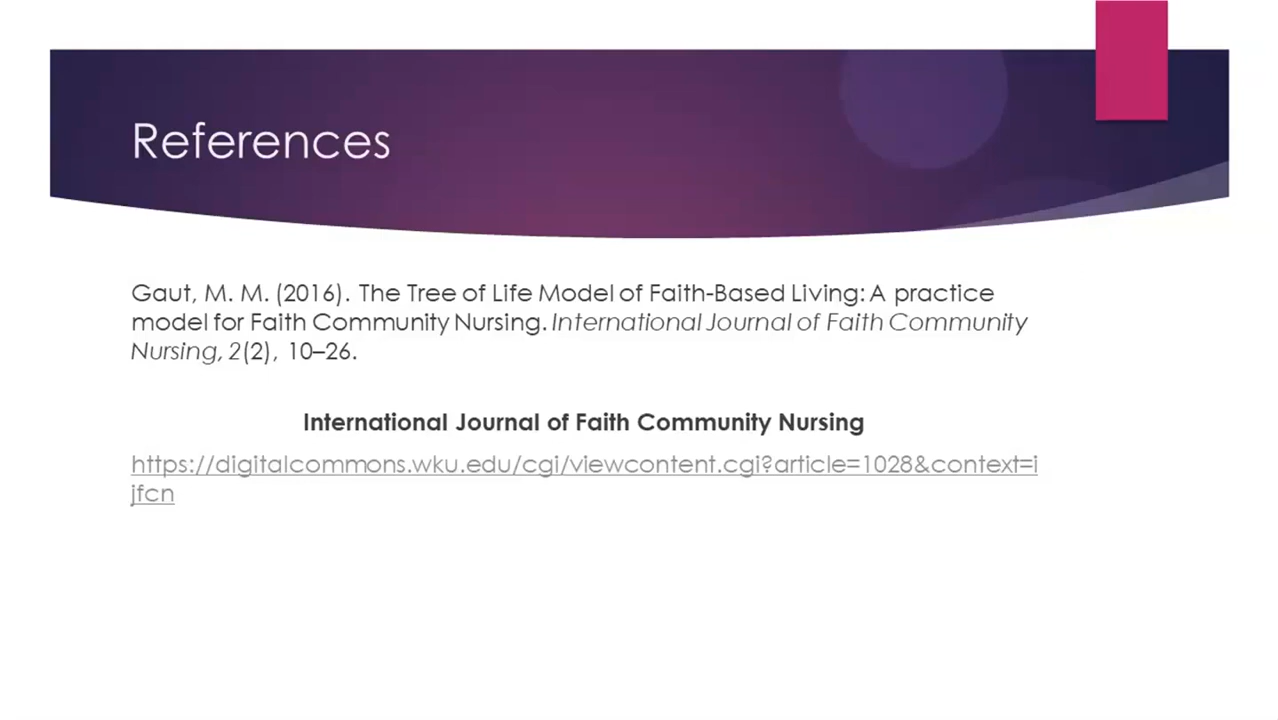 References
Gaut, M. M. (2016). The Tree of Life Model of Faith-Based Living: A practice
model for Faith Community Nursing. International Journal of Faith Community
Nursing, 2(2), 10–26.
International Journal of Faith Community Nursing
https://digitalcommons.wku.edu/cgi/viewcontent.cgi?article=1028&context=i
jfcn